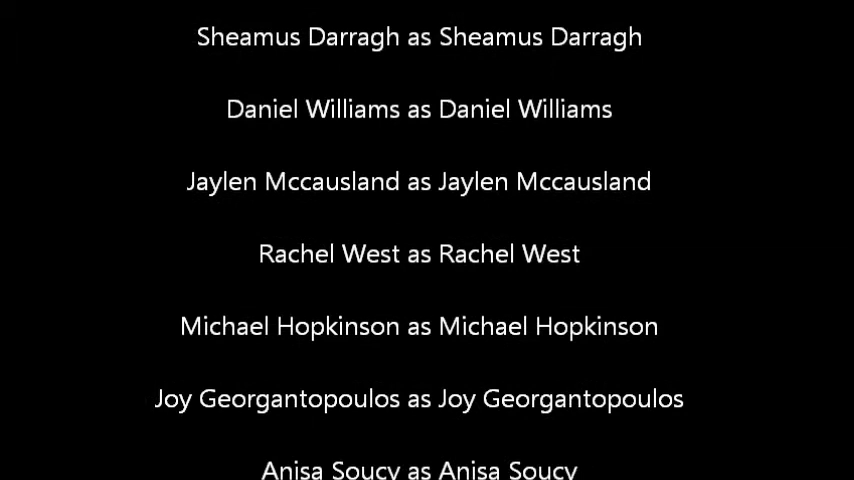 Sheamus Darragh as Sheamus Darragh
Daniel Williams as Daniel Williams
Jaylen Mccausland as Jaylen Mccausland
Rachel West as Rachel West
Michael Hopkinson as Michael Hopkinson
Joy Georgantopoulos as Joy Georgantopoulos
Anisa Soucy as Anisa Soucy